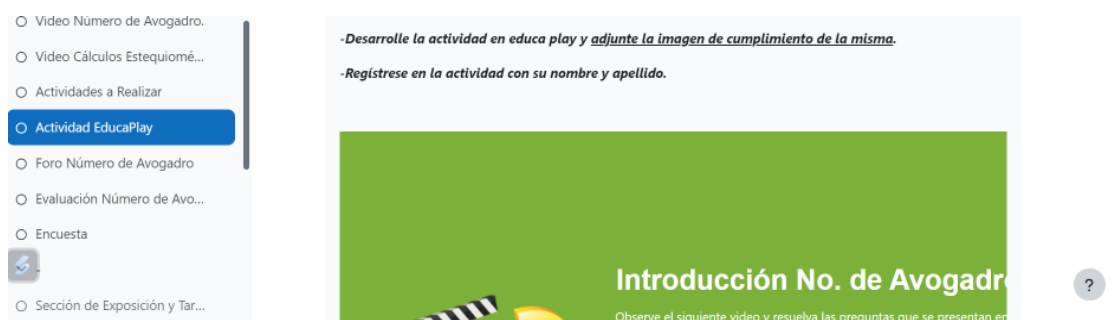 Video Número de Avogadro.
Video Cálculos Estequiomé...
Actividades a Realizar
Actividad EducaPlay
Foro Número de Avogadro
Evaluación Número de Avo...
Encuesta
.
Sección de Exposición y Tar...
-Desarrolle la actividad en educa play y adjunte la imagen de cumplimiento de la misma.
-Regístrese en la actividad con su nombre y apellido.
Introducción No. de Avogadr
Observe el siguiente video y resuelva las preguntas que se presentan en
?